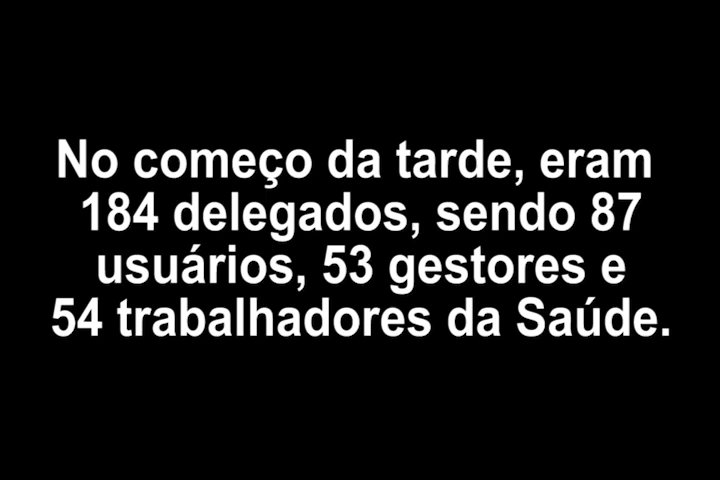 No começo da tarde, eram
184 delegados, sendo 87
usuários, 53 gestores e
54 trabalhadores da Saúde.